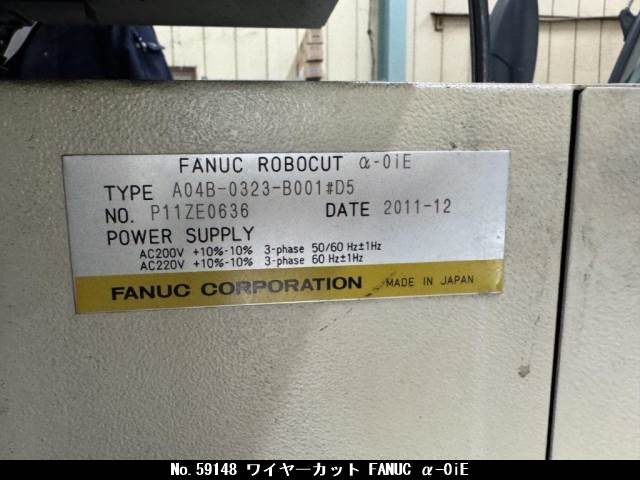 FANUC ROBOCUT α-0iE
TYPE A04B-0323-B001#D5
NO. P11ZE0636 DATE 2011-12
POWER SUPPLY
AC200V +10%-10% 3-phase 50/60 Hz±1Hz
AC220V +10%-10% 3-phase 60 Hz±1Hz
FANUC CORPORATION MADE IN JAPAN
No.59148 ワイヤーカット FANUC α-0iE